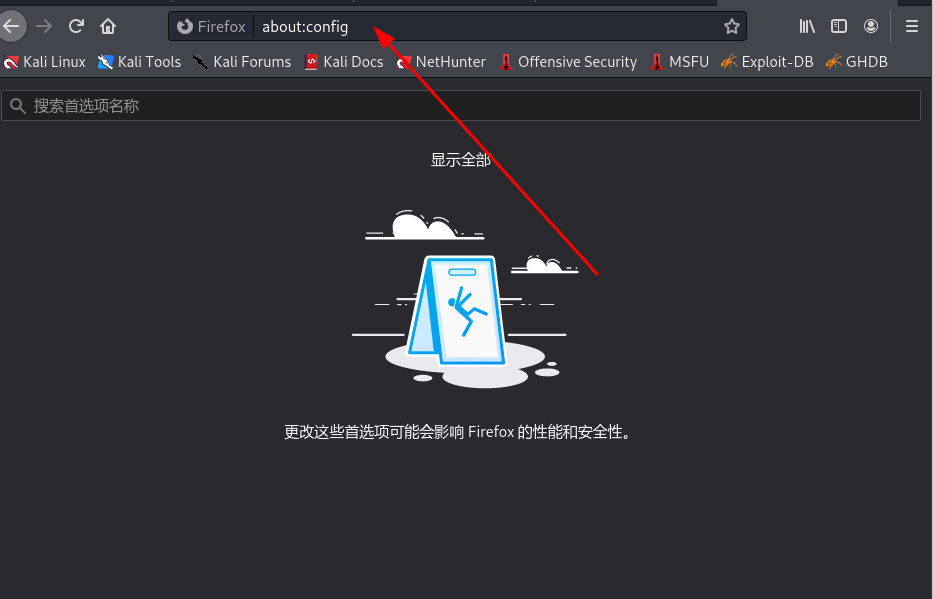 Firefox about:config
Kali Linux Kali Tools Kali Forums Kali Docs NetHunter Offensive Security MSFU Exploit-DB GHDB
搜索首选项名称
显示全部
更改这些首选项可能会影响 Firefox 的性能和安全性。